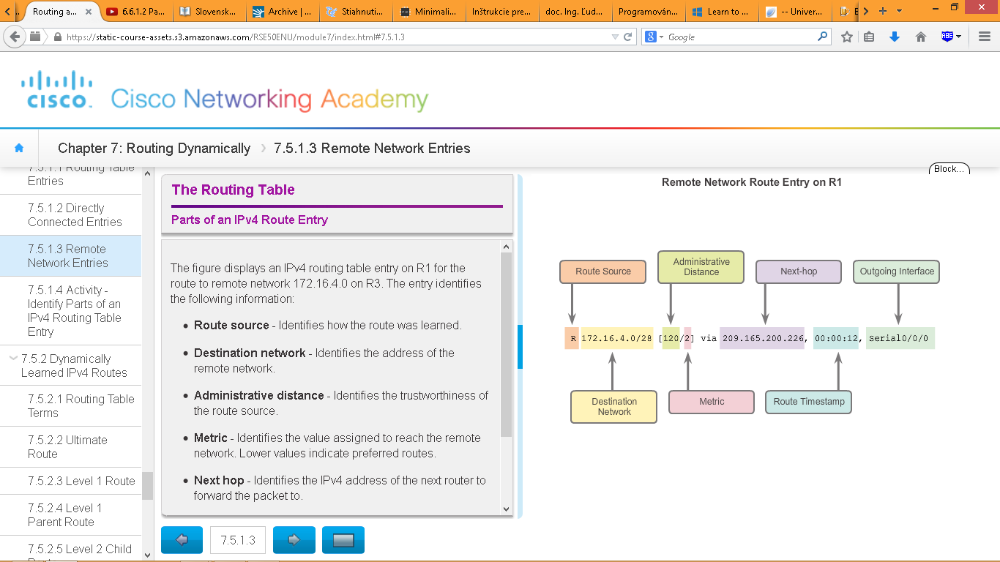 Routing a...
6.6.1.2 Pa...
Slovensk...
Archive | ...
Stiahnuti...
Minimali...
Inštrukcie pre...
doc. Ing. Ľud...
Programován...
Learn to ...
-- Univer...
https://static-course-assets.s3.amazonaws.com/RSE50ENU/module7/index.html#7.5.1.3
Google
ABE
CISCO
Cisco Networking Academy
Chapter 7: Routing Dynamically
7.5.1.3 Remote Network Entries
Block...
7.5.1.1 Routing Table
Entries
7.5.1.2 Directly
Connected Entries
7.5.1.3 Remote
Network Entries
7.5.1.4 Activity -
Identify Parts of an
IPv4 Routing Table
Entry
7.5.2 Dynamically
Learned IPv4 Routes
7.5.2.1 Routing Table
Terms
7.5.2.2 Ultimate
Route
7.5.2.3 Level 1 Route
7.5.2.4 Level 1
Parent Route
7.5.2.5 Level 2 Child
The Routing Table
Parts of an IPv4 Route Entry
The figure displays an IPv4 routing table entry on R1 for the
route to remote network 172.16.4.0 on R3. The entry identifies
the following information:
• Route source - Identifies how the route was learned.
• Destination network - Identifies the address of the
remote network.
• Administrative distance - Identifies the trustworthiness of
the route source.
• Metric - Identifies the value assigned to reach the remote
network. Lower values indicate preferred routes.
• Next hop - Identifies the IPv4 address of the next router to
forward the packet to.
7.5.1.3
Remote Network Route Entry on R1
Route Source
Administrative
Distance
Next-hop
Outgoing Interface
R 172.16.4.0/28 [120/2] via 209.165.200.226, 00:00:12, Serial0/0/0
Destination
Network
Metric
Route Timestamp